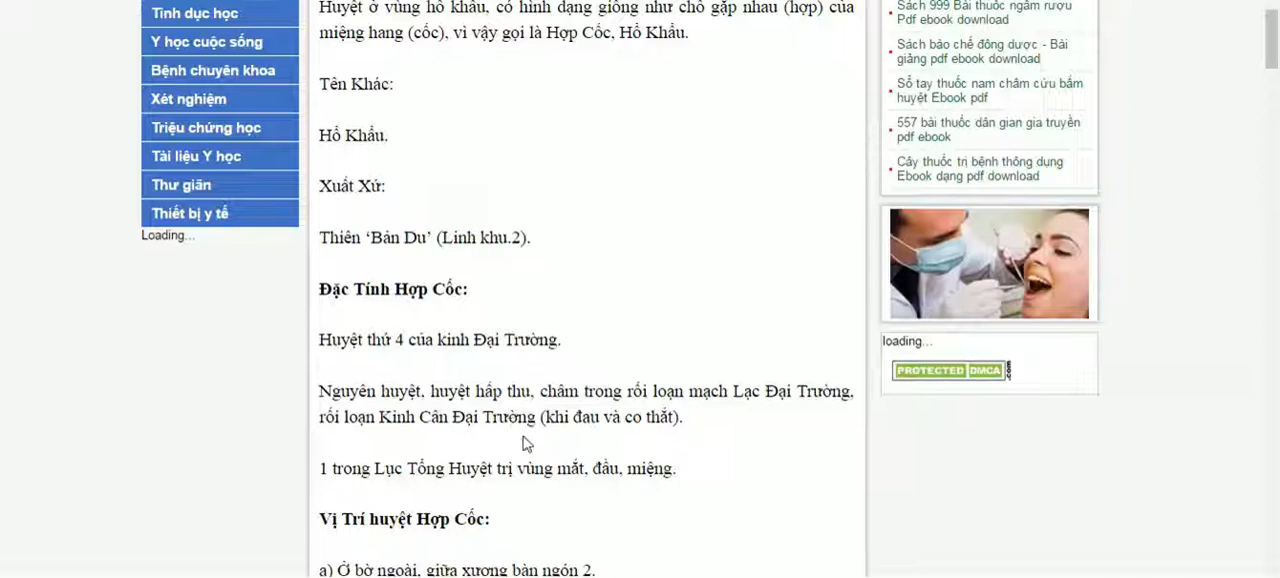 Tình dục học
Y học cuộc sống
Bệnh chuyên khoa
Xét nghiệm
Triệu chứng học
Tài liệu Y học
Thư giãn
Thiết bị y tế
Loading...
Huyệt ở vùng hổ khẩu, có hình dạng giống như chỗ gặp nhau (hợp) của
miệng hang (cốc), vì vậy gọi là Hợp Cốc, Hổ Khẩu.
Tên Khác:
Hổ Khẩu.
Xuất Xứ:
Thiên ‘Bản Du’ (Linh khu.2).
Đặc Tính Hợp Cốc:
Huyệt thứ 4 của kinh Đại Trường.
Nguyên huyệt, huyệt hấp thu, châm trong rối loạn mạch Lạc Đại Trường,
rối loạn Kinh Cân Đại Trường (khi đau và co thắt).
1 trong Lục Tổng Huyệt trị vùng mắt, đầu, miệng.
Vị Trí huyệt Hợp Cốc:
a) Ở bờ ngoài, giữa xương bàn ngón 2.
Sách 999 Bài thuốc ngâm rượu
Pdf ebook download
Sách bào chế đông dược - Bài
giảng pdf ebook download
Sổ tay thuốc nam châm cứu bấm
huyệt Ebook pdf
557 bài thuốc dân gian gia truyền
pdf ebook
Cây thuốc trị bệnh thông dụng
Ebook dạng pdf download
loading...
PROTECTED DMCA .com